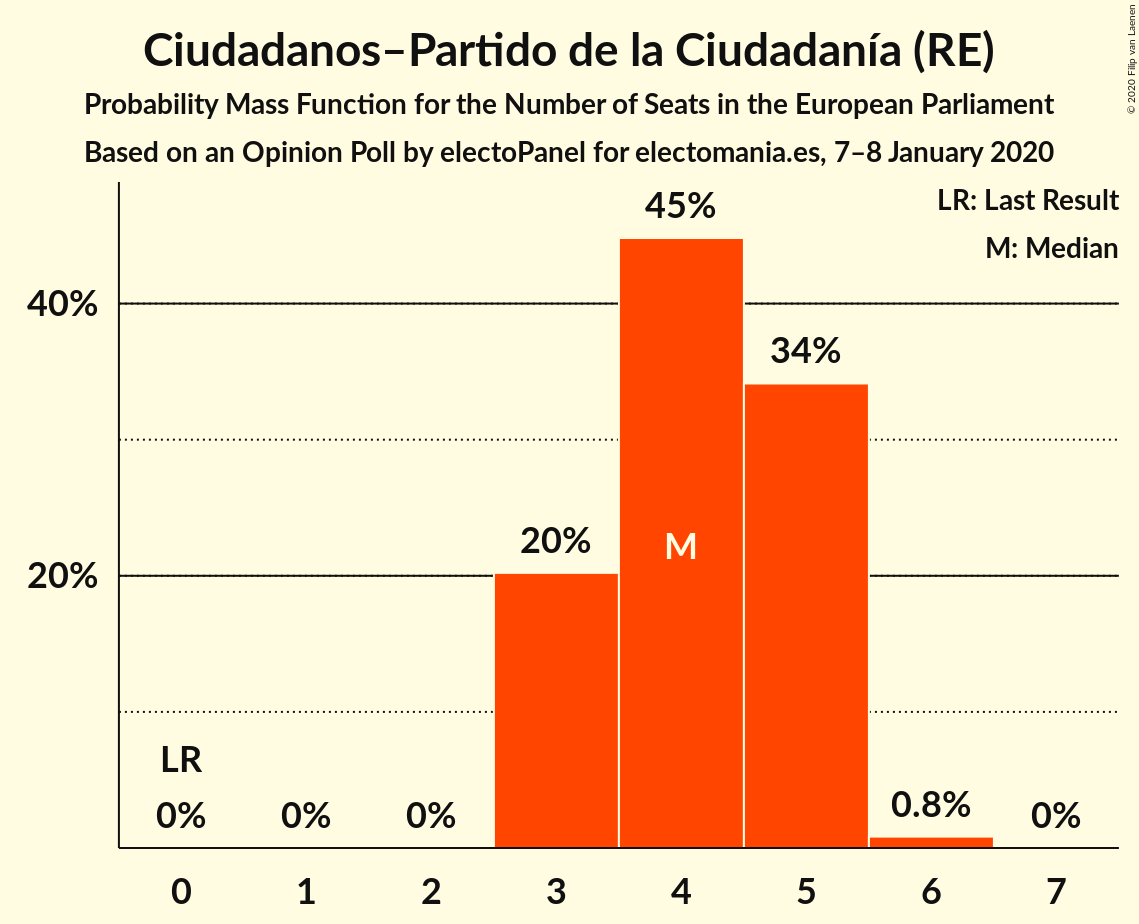 Ciudadanos–Partido de la Ciudadanía (RE)
Probability Mass Function for the Number of Seats in the European Parliament
Based on an Opinion Poll by electoPanel for electomania.es, 7–8 January 2020
© 2020 Filip van Laenen
LR: Last Result
M: Median
45%
40%
34%
20%
M
20%
LR
0%
0%
0%
0.8%
0%
0
1
2
3
4
5
6
7